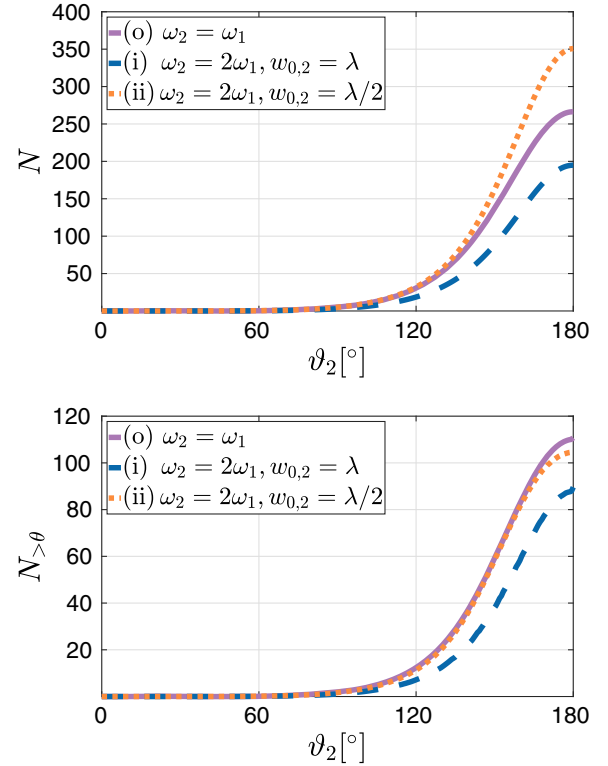 400
350
300
250
200
150
100
50
N
(o) ω₂ = ω₁
(i) ω₂ = 2ω₁, w₀,₂ = λ
(ii) ω₂ = 2ω₁, w₀,₂ = λ/2
0 60 120 180
ϑ₂[°]
120
100
80
60
40
20
N>θ
(o) ω₂ = ω₁
(i) ω₂ = 2ω₁, w₀,₂ = λ
(ii) ω₂ = 2ω₁, w₀,₂ = λ/2
0 60 120 180
ϑ₂[°]